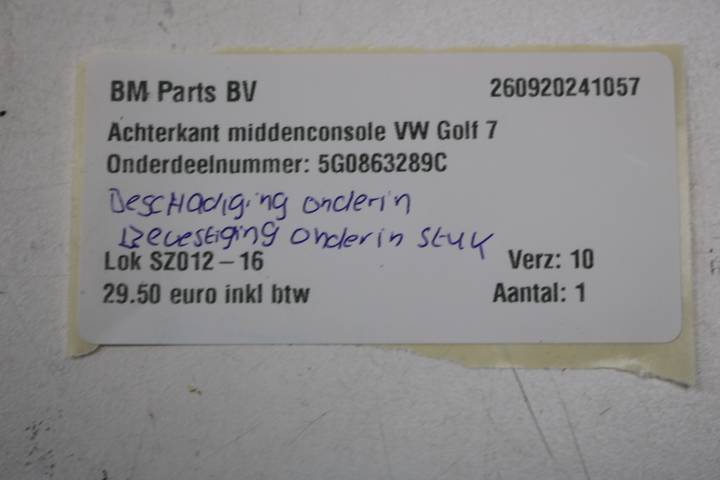 BM Parts BV 260920241057
Achterkant middenconsole VW Golf 7
Onderdeelnummer: 5G0863289C
Beschadiging onderin
Bevestiging onderin stuk
Lok SZ012-16 Verz: 10
29.50 euro inkl btw Aantal: 1